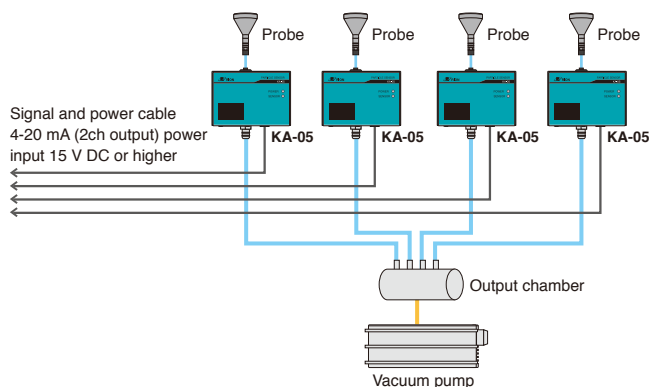 Probe
Probe
Probe
Probe
Signal and power cable
4-20 mA (2ch output) power
input 15 V DC or higher
KA-05
KA-05
KA-05
KA-05
Output chamber
Vacuum pump